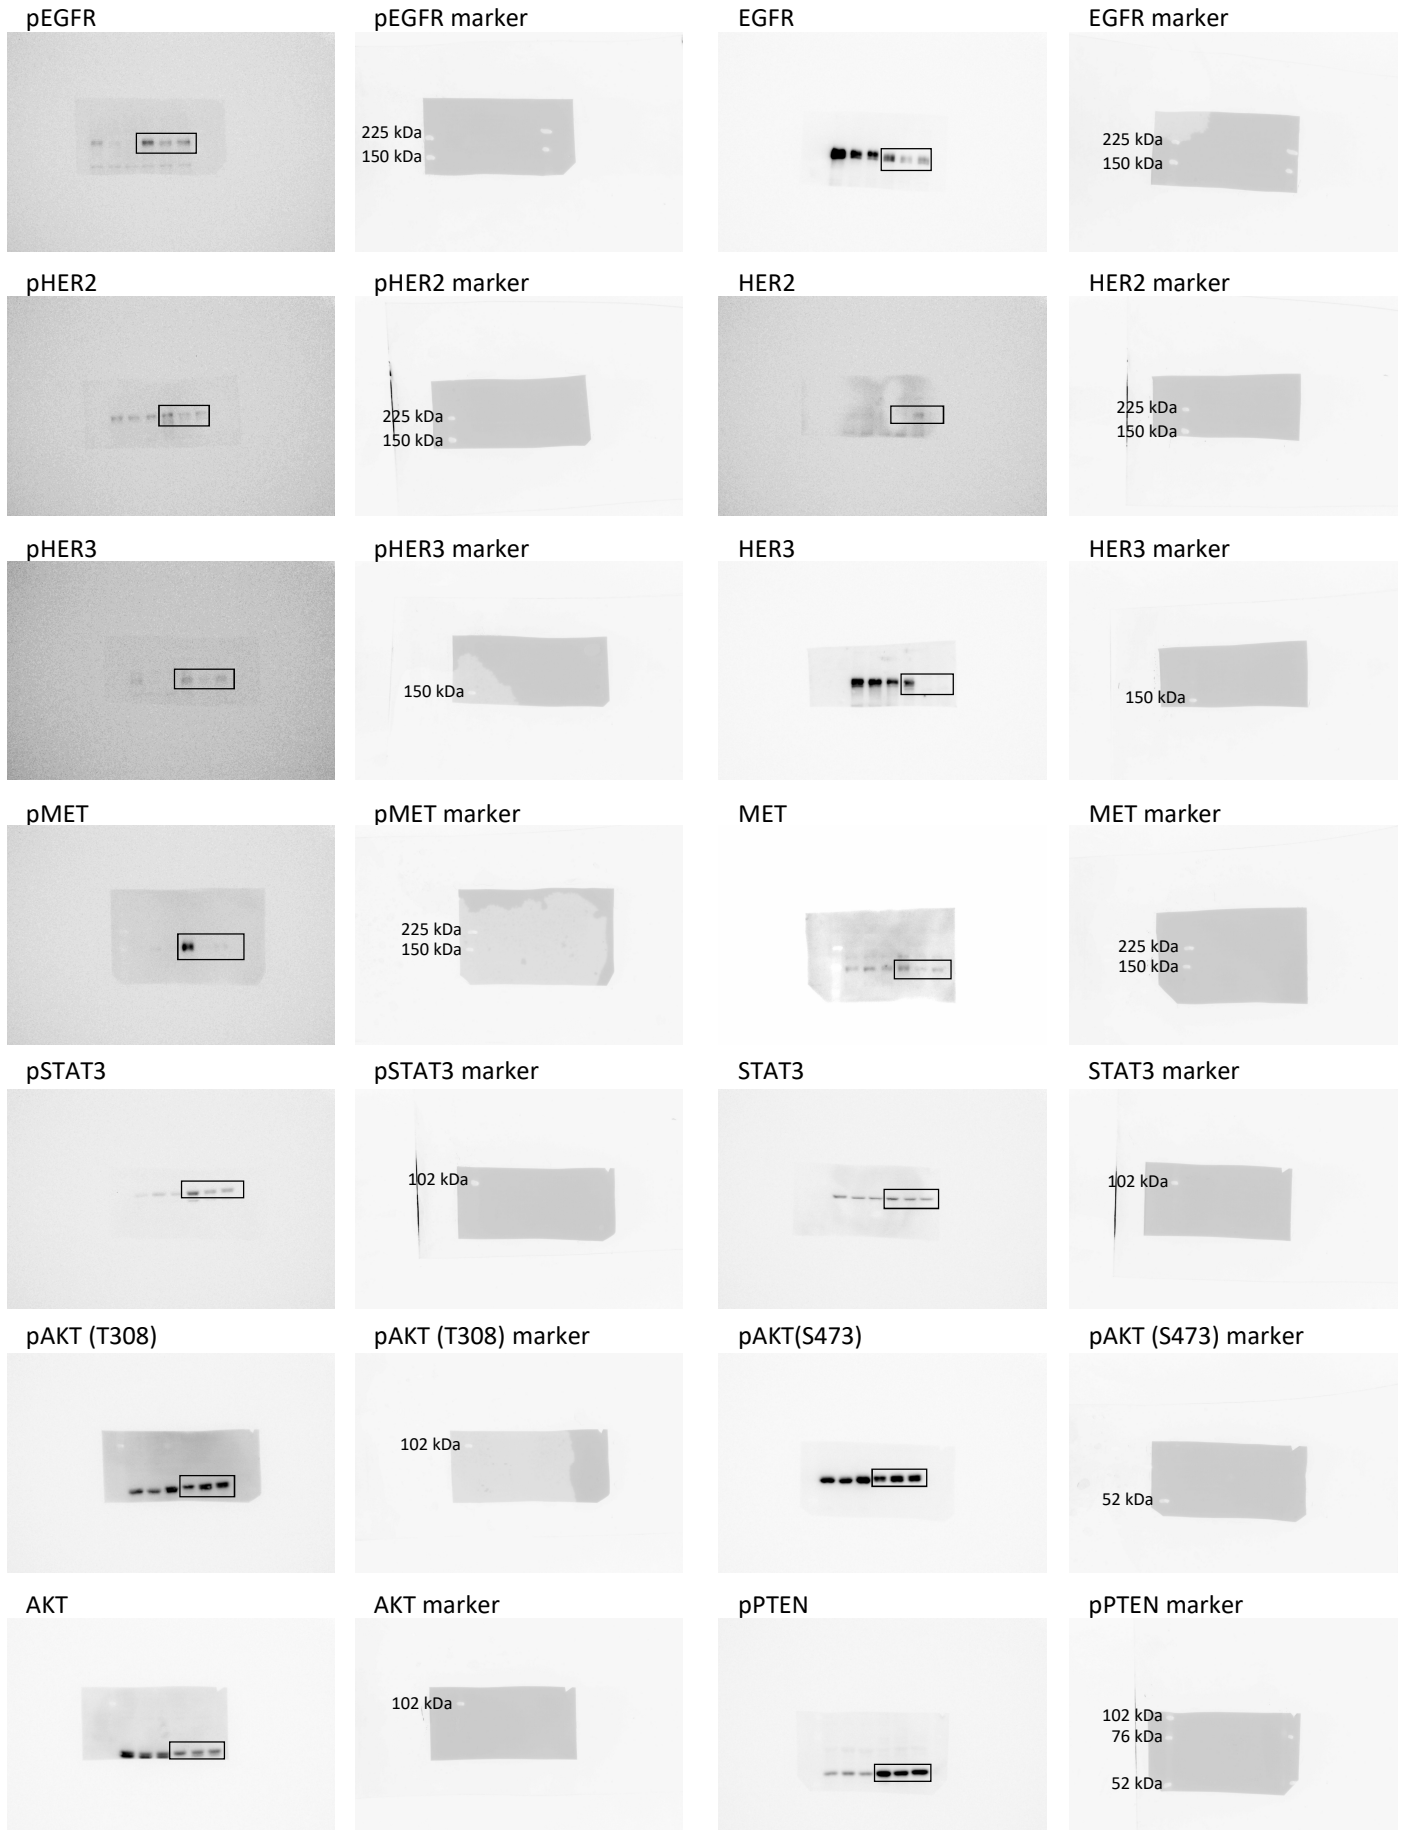 pEGFR
pEGFR marker
EGFR
EGFR marker
225 kDa
150 kDa
225 kDa
150 kDa
pHER2
pHER2 marker
HER2
HER2 marker
225 kDa
150 kDa
225 kDa
150 kDa
pHER3
pHER3 marker
HER3
HER3 marker
150 kDa
150 kDa
pMET
pMET marker
MET
MET marker
225 kDa
150 kDa
225 kDa
150 kDa
pSTAT3
pSTAT3 marker
STAT3
STAT3 marker
102 kDa
102 kDa
pAKT (T308)
pAKT (T308) marker
pAKT(S473)
pAKT (S473) marker
102 kDa
52 kDa
AKT
AKT marker
pPTEN
pPTEN marker
102 kDa
102 kDa
76 kDa
52 kDa